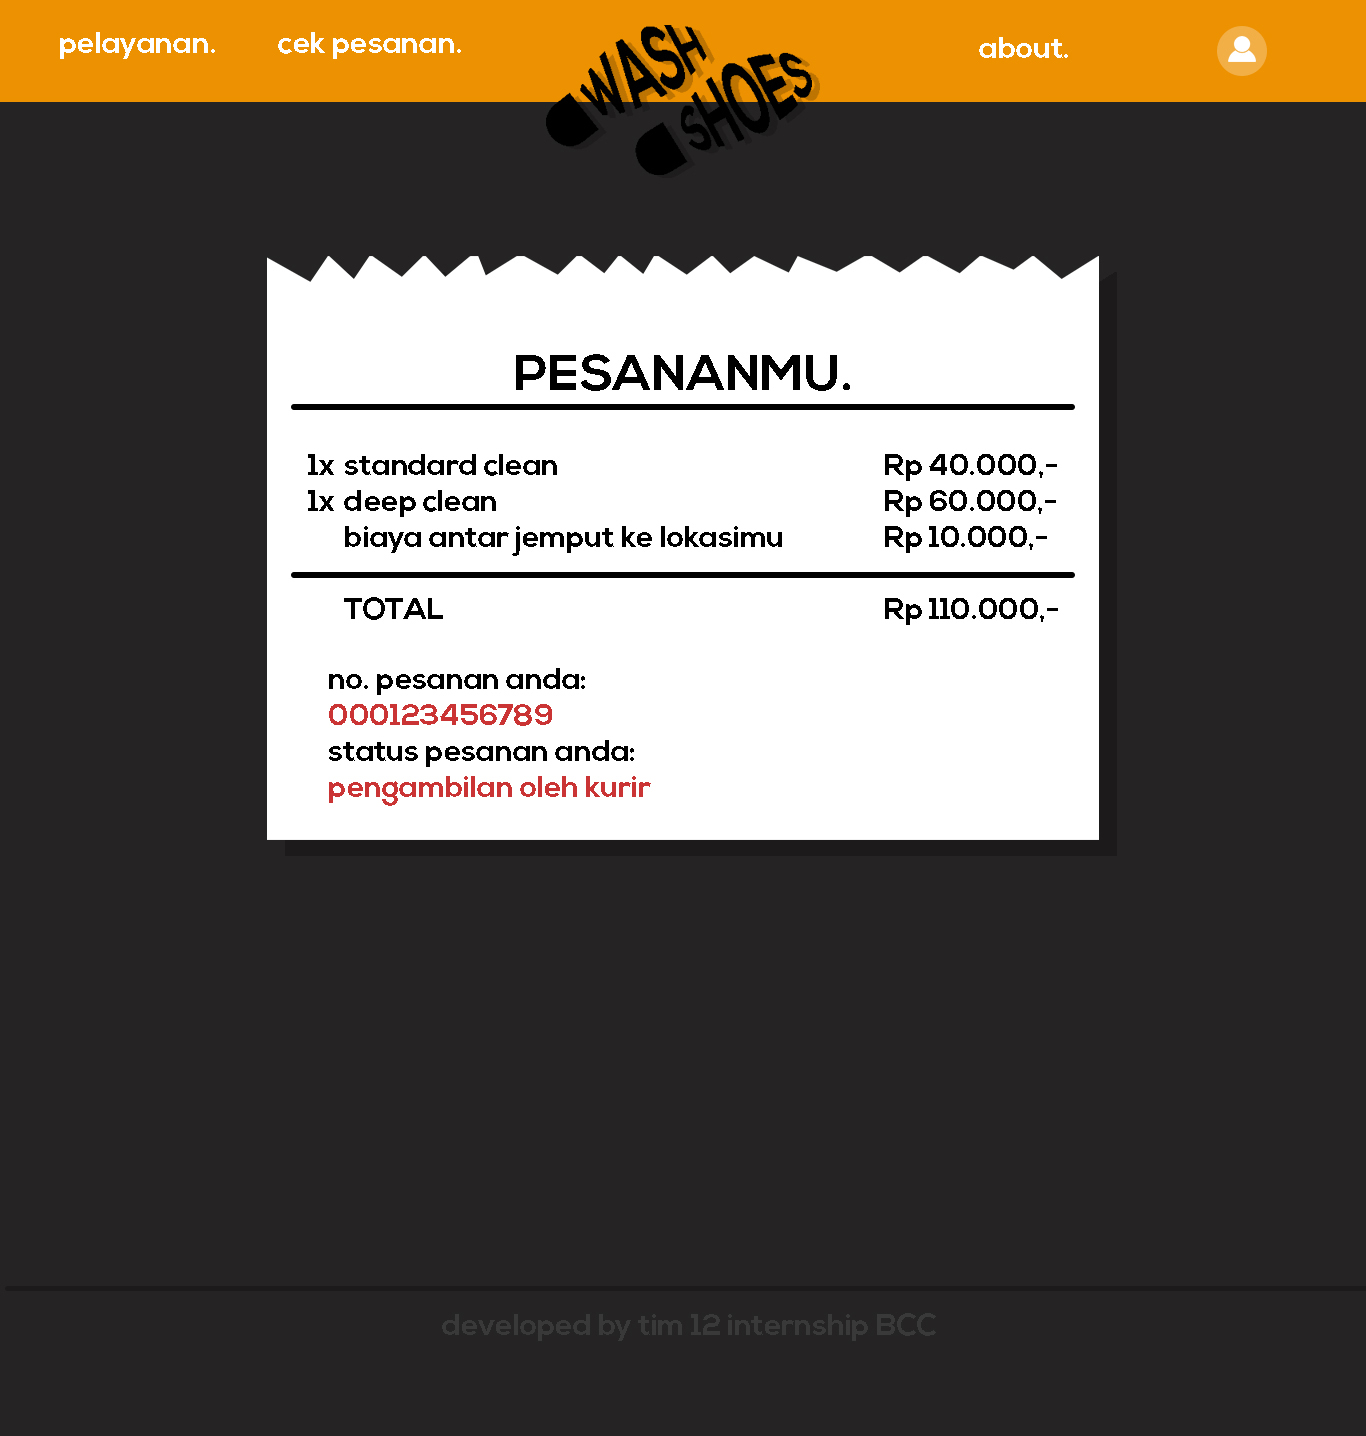 pelayanan.
cek pesanan.
WASH
SHOES
about.
PESANANMU.
1x standard clean Rp 40.000,-
1x deep clean Rp 60.000,-
biaya antar jemput ke lokasimu Rp 10.000,-
TOTAL Rp 110.000,-
no. pesanan anda:
000123456789
status pesanan anda:
pengambilan oleh kurir
developed by tim 12 internship BCC